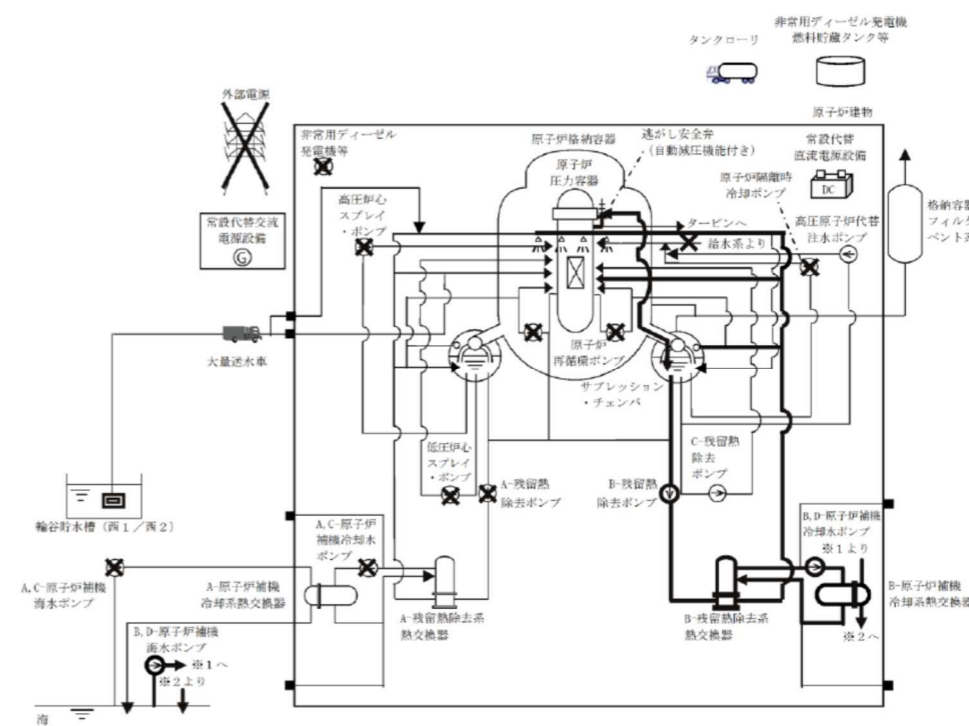 非常用ディーゼル発電機
燃料貯蔵タンク等
タンクローリ
外部電源
原子炉建物
非常用ディーゼル
発電機等
原子炉格納容器
逃がし安全弁
(自動減圧機能付き)
常設代替
直流電源設備
DC
原子炉
圧力容器
原子炉隔離時
冷却ポンプ
高圧炉心
スプレイ
・ポンプ
タービンへ
給水系より
高圧原子炉代替
注水ポンプ
格納容器
フィルタ
ベント系
常設代替交流
電源設備
G
大量送水車
原子炉
再循環ポンプ
サプレッション
・チェンバ
低圧炉心
スプレイ
・ポンプ
A-残留熱
除去ポンプ
B-残留熱
除去ポンプ
C-残留熱
除去
ポンプ
輪谷貯水槽(西1/西2)
A,C-原子炉
補機冷却水
ポンプ
B,D-原子炉補機
冷却水ポンプ
※1より
A,C-原子炉補機
海水ポンプ
A-原子炉補機
冷却系熱交換器
A-残留熱除去系
熱交換器
B-残留熱除去系
熱交換器
B-原子炉補機
冷却系熱交換器
※2へ
B,D-原子炉補機
海水ポンプ
※1へ
※2より
海